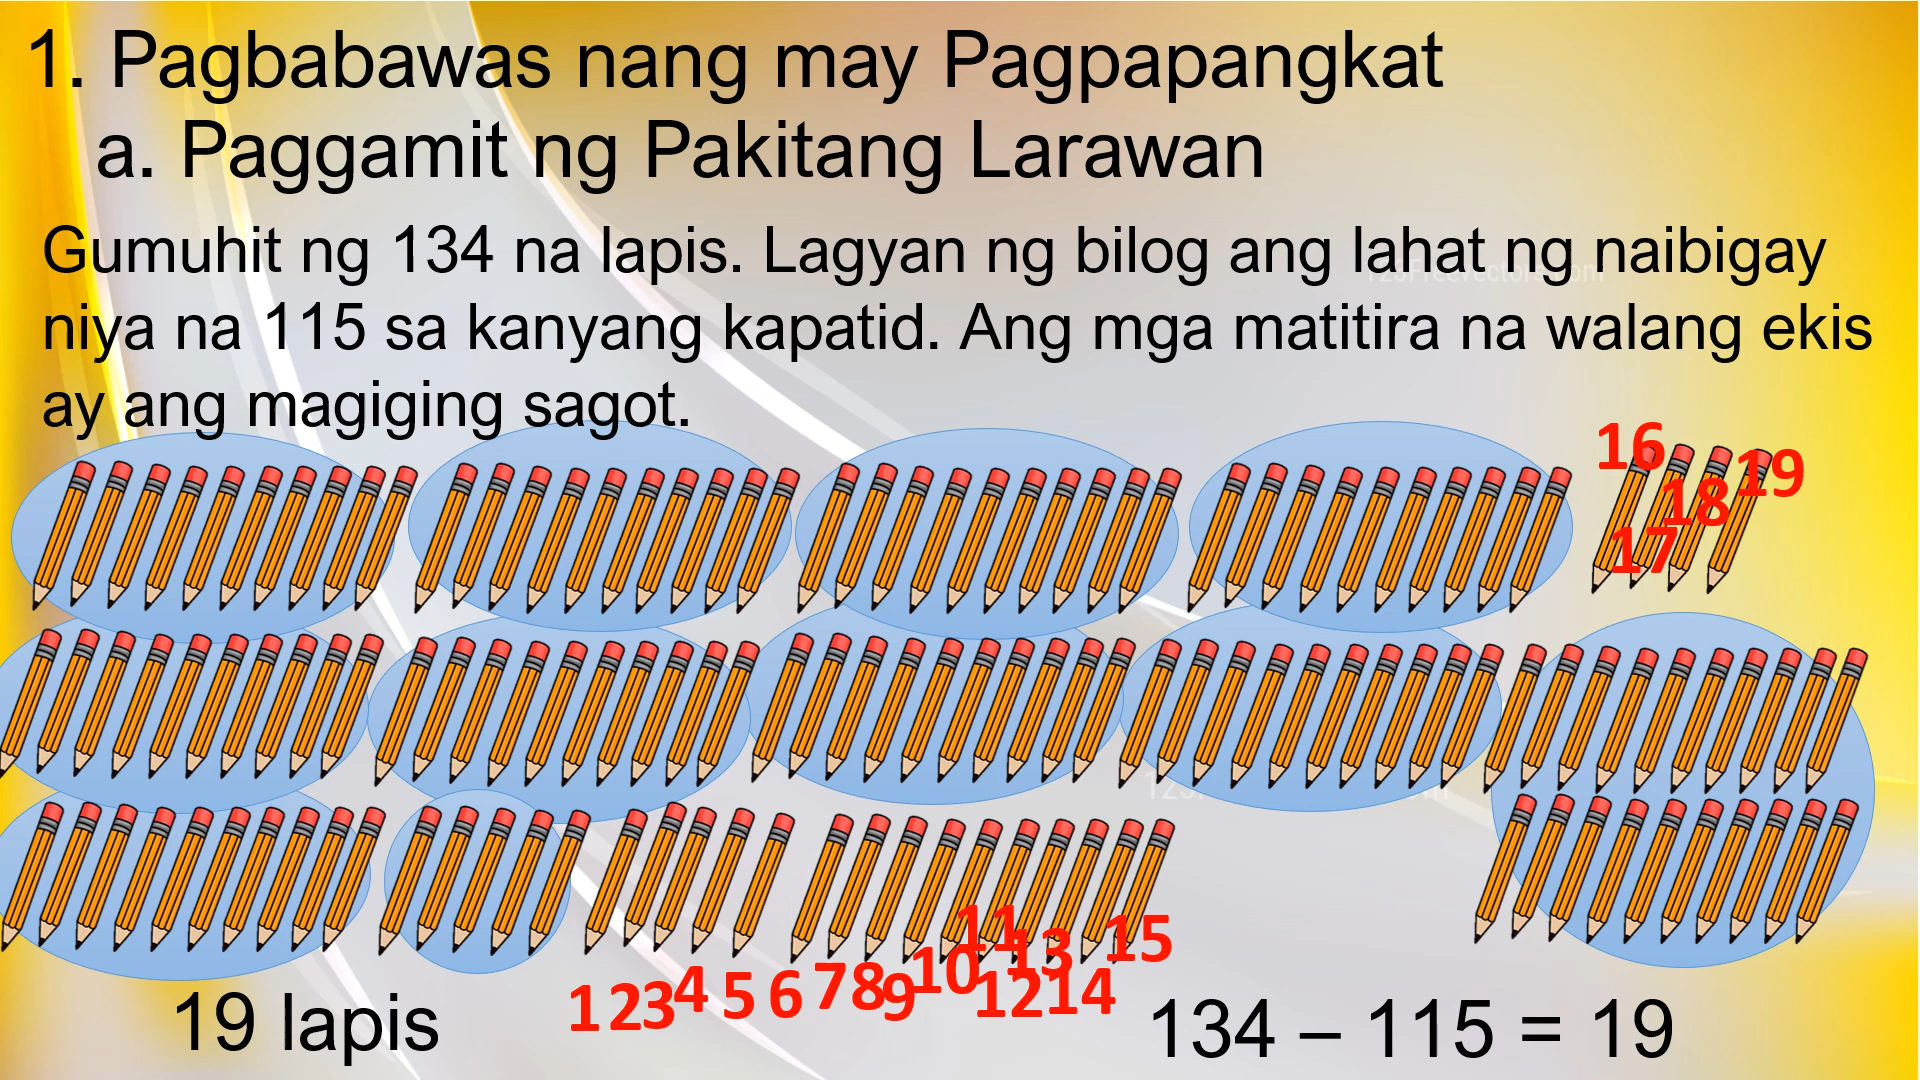 1. Pagbabawas nang may Pagpapangkat
a. Paggamit ng Pakitang Larawan
Gumuhit ng 134 na lapis. Lagyan ng bilog ang lahat ng naibigay
niya na 115 sa kanyang kapatid. Ang mga matitira na walang ekis
ay ang magiging sagot.
16
17
18
19
1 2 3 4 5 6 7 8 9 10 11 12 13 14 15
19 lapis
134 – 115 = 19